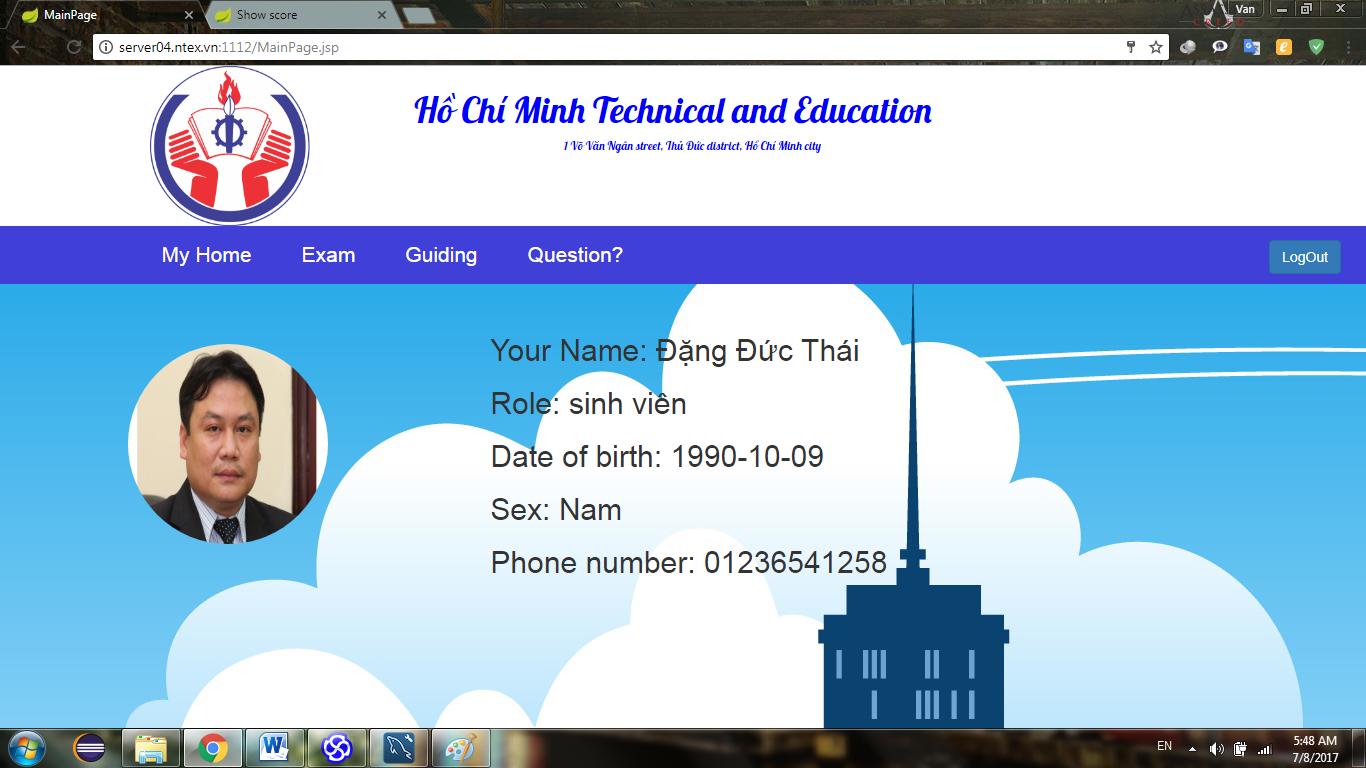 MainPage
Show score
Van
server04.ntex.vn:1112/MainPage.jsp
Hồ Chí Minh Technical and Education
1 Võ Văn Ngân street, Thủ Đức district, Hồ Chí Minh city
My Home
Exam
Guiding
Question?
LogOut
Your Name: Đặng Đức Thái
Role: sinh viên
Date of birth: 1990-10-09
Sex: Nam
Phone number: 01236541258
EN
5:48 AM
7/8/2017